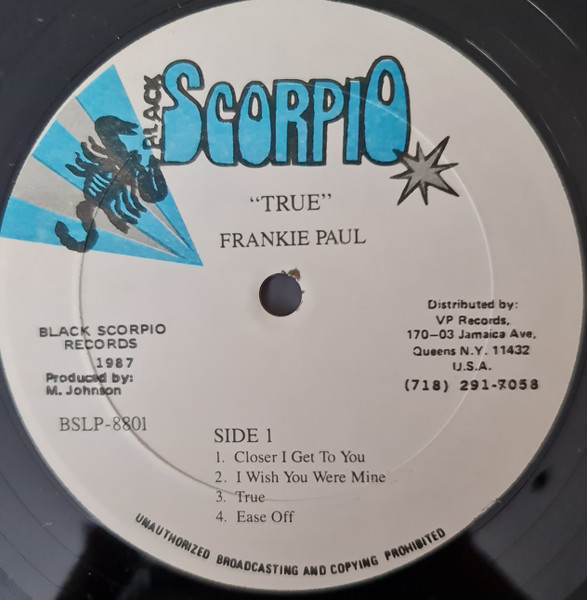 BLACK
SCORPIO
"TRUE"
FRANKIE PAUL
BLACK SCORPIO
RECORDS
1987
Produced by:
M. Johnson
BSLP-8801
Distributed by:
VP Records,
170-03 Jamaica Ave,
Queens N.Y. 11432
U.S.A.
(718) 291-7058
SIDE 1
1. Closer I Get To You
2. I Wish You Were Mine
3. True
4. Ease Off
UNAUTHORIZED BROADCASTING AND COPYING PROHIBITED